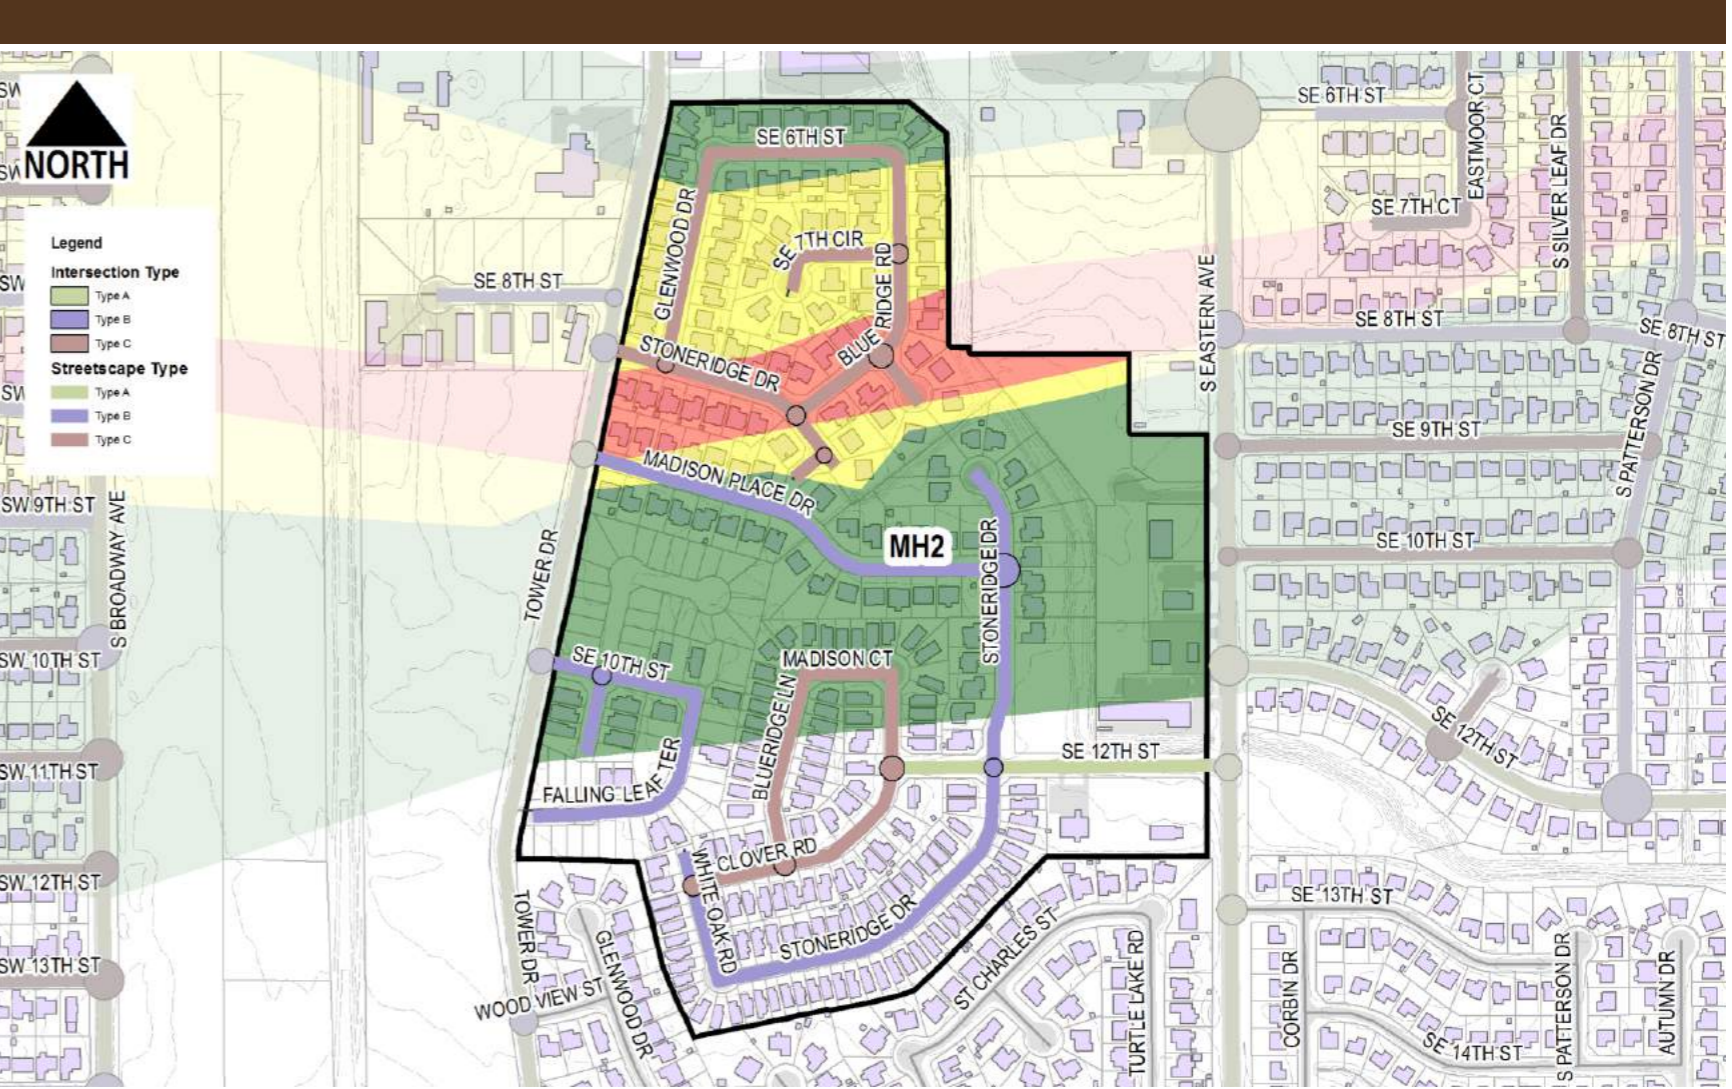 NORTH
Legend
Intersection Type
Type A
Type B
Type C
Streetscape Type
Type A
Type B
Type C
SW
SW
SW
SW
SW 9TH ST
SW 10TH ST
SW 11TH ST
SW 12TH ST
SW 13TH ST
S BROADWAY AVE
SE 8TH ST
TOWER DR
TOWER DR
SE 6TH ST
GLENWOOD DR
SE 7TH CIR
BLUE RIDGE RD
STONERIDGE DR
MADISON PLACE DR
MH2
STONERIDGE DR
SE 10TH ST
MADISON CT
BLUERIDGE LN
FALLING LEAF TER
SE 12TH ST
CLOVER RD
WHITE OAK RD
STONERIDGE DR
WOOD VIEW ST
GLENWOOD DR
ST CHARLES ST
TURTLE LAKE RD
S EASTERN AVE
SE 6TH ST
EASTMOOR CT
SE 7TH CT
S SILVER LEAF DR
SE 8TH ST
SE 8TH ST
SE 9TH ST
S PATTERSON DR
SE 10TH ST
SE 12TH ST
SE 13TH ST
CORBIN DR
S PATTERSON DR
AUTUMN DR
SE 14TH ST